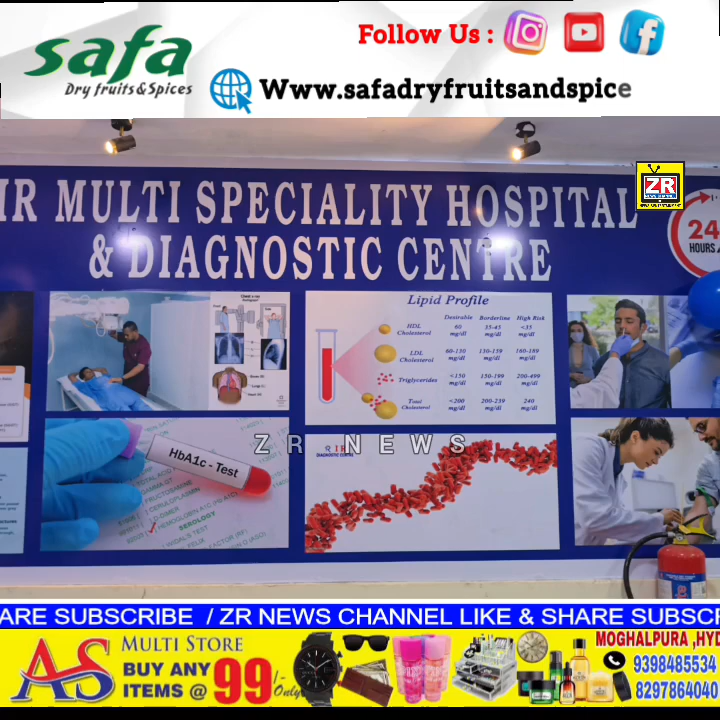 safa
Dry fruits & Spices
Follow Us :
Www.safadryfruitsandspice
IR MULTI SPECIALITY HOSPITAL
& DIAGNOSTIC CENTRE
ZR
24
HOURS
Lipid Profile
Desirable Borderline High Risk
HDL Cholesterol 60 mg/dl 35-45 mg/dl <35 mg/dl
LDL Cholesterol 60-130 mg/dl 130-159 mg/dl 160-189 mg/dl
Triglycerides <150 mg/dl 150-199 mg/dl 200-499 mg/dl
Total Cholesterol <200 mg/dl 200-239 mg/dl 240 mg/dl
HbA1c - Test
SEROLOGY
DIAGNOSTIC CENTRE
ZR NEWS
ARE SUBSCRIBE / ZR NEWS CHANNEL LIKE & SHARE SUBSCR
AS
MULTI STORE
BUY ANY
ITEMS @ 99/- Only
MOGHALPURA ,HYD
9398485534
8297864040